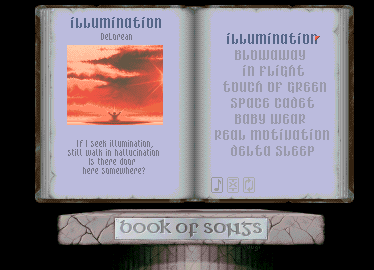 illumination
DeLorean
If I seek illumination,
still walk in hallucination
Is there door
here somewhere?
illumination
Blowaway
in flight
touch of green
space cadet
baby wear
Real Motivation
delta sleep
book of songs